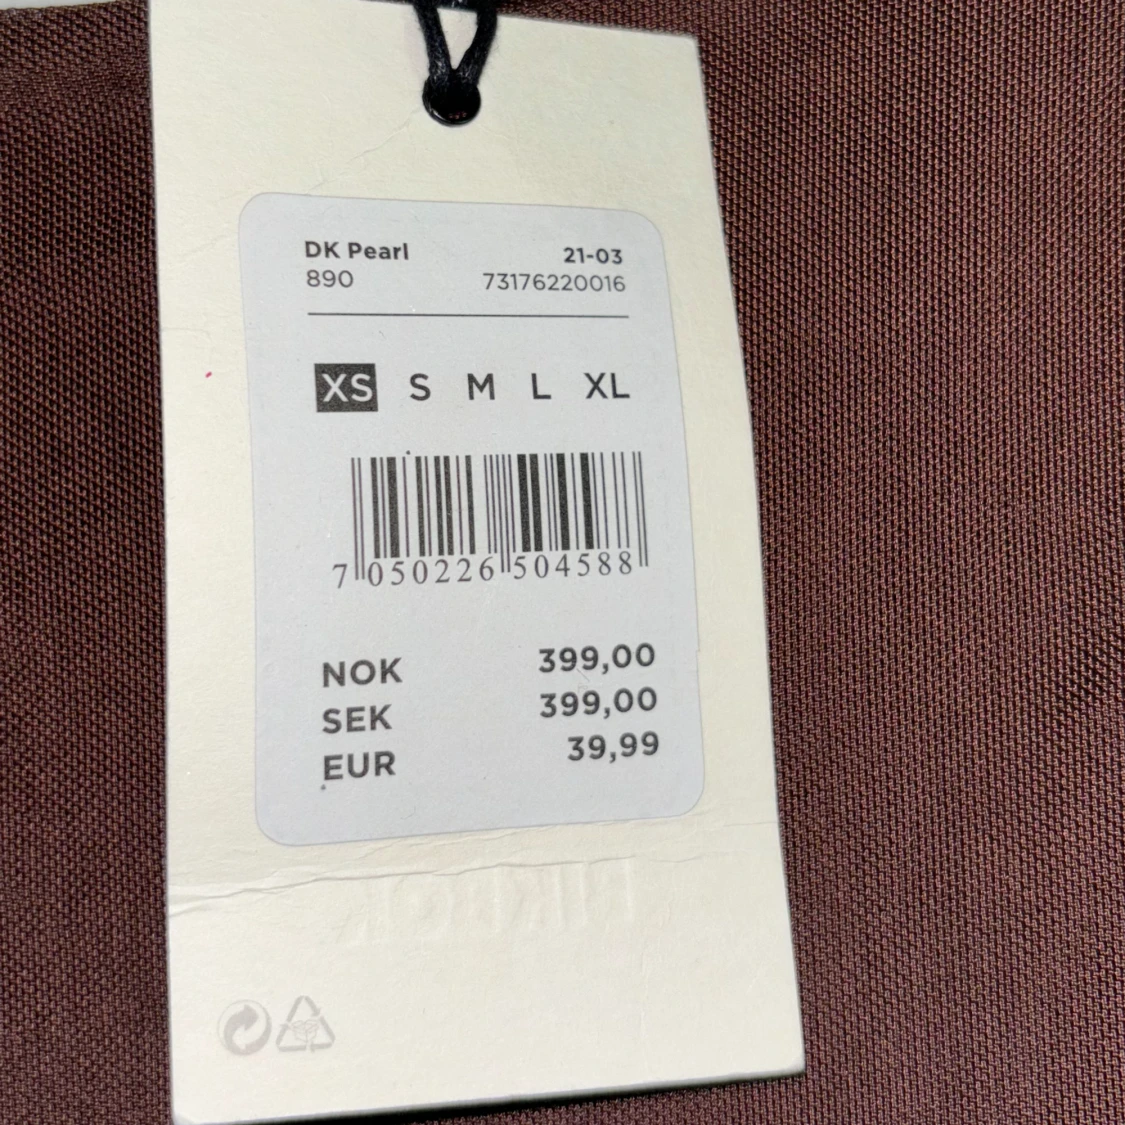 DK Pearl 21-03
890 73176220016
XS S M L XL
7 050226 504588
NOK 399,00
SEK 399,00
EUR 39,99